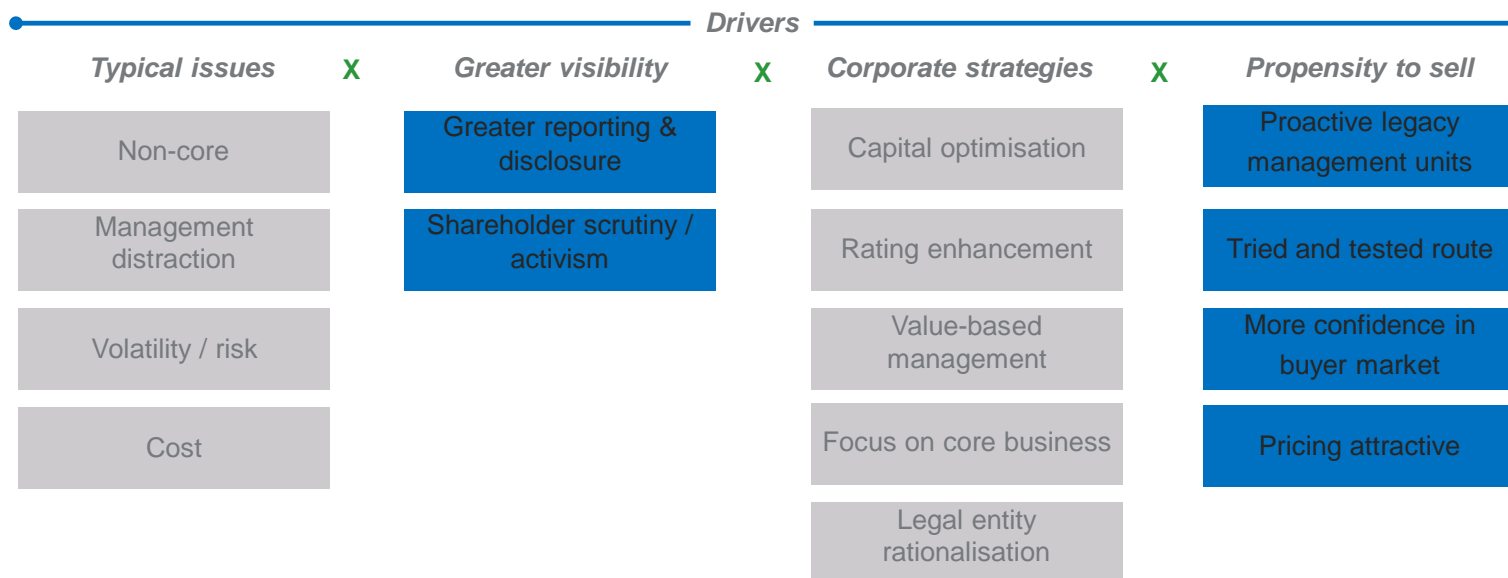 Drivers
Typical issues
X
Greater visibility
X
Corporate strategies
X
Propensity to sell
Non-core
Management
distraction
Volatility / risk
Cost
Greater reporting &
disclosure
Shareholder scrutiny /
activism
Capital optimisation
Rating enhancement
Value-based
management
Focus on core business
Legal entity
rationalisation
Proactive legacy
management units
Tried and tested route
More confidence in
buyer market
Pricing attractive